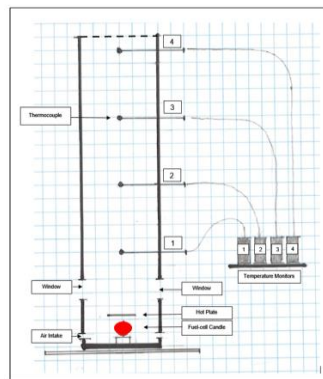 4
Thermocouple
3
2
1
1 2 3 4
Temperature Monitors
Window
Window
Hot Plate
Fuel-cell Candle
Air Intake